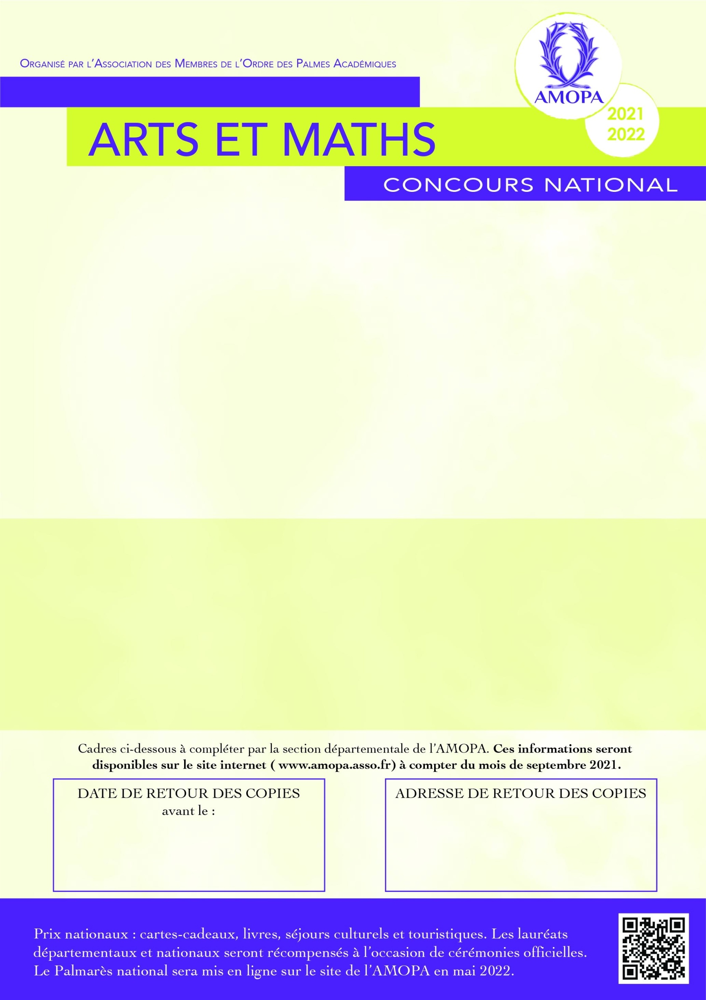 Organisé par l'Association des Membres de l'Ordre des Palmes Académiques
AMOPA
2021
2022
ARTS ET MATHS
CONCOURS NATIONAL
Cadres ci-dessous à compléter par la section départementale de l'AMOPA. Ces informations seront
disponibles sur le site internet ( www.amopa.asso.fr) à compter du mois de septembre 2021.
DATE DE RETOUR DES COPIES
avant le :
ADRESSE DE RETOUR DES COPIES
Prix nationaux : cartes-cadeaux, livres, séjours culturels et touristiques. Les lauréats
départementaux et nationaux seront récompensés à l'occasion de cérémonies officielles.
Le Palmarès national sera mis en ligne sur le site de l'AMOPA en mai 2022.